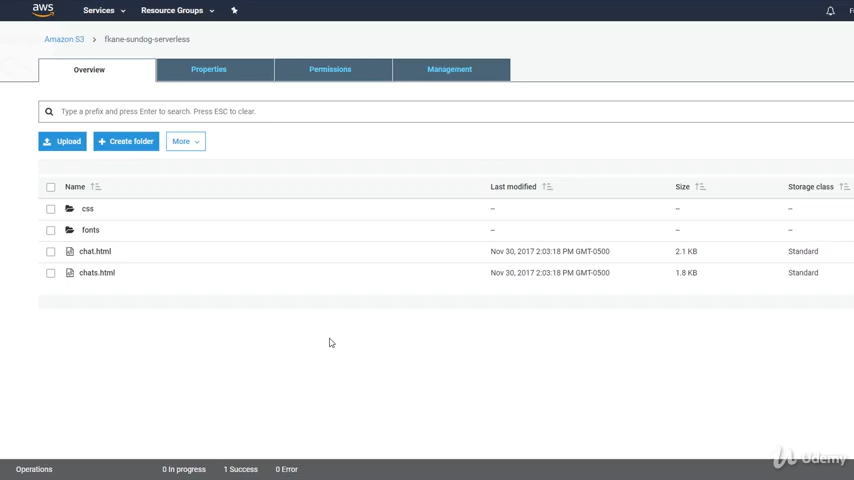 aws Services Resource Groups
Amazon S3 > fkane-sundog-serverless
Overview Properties Permissions Management
Type a prefix and press Enter to search. Press ESC to clear.
Upload + Create folder More
Name Last modified Size Storage class
css – – –
fonts – – –
chat.html Nov 30, 2017 2:03:18 PM GMT-0500 2.1 KB Standard
chats.html Nov 30, 2017 2:03:18 PM GMT-0500 1.8 KB Standard
Operations 0 In progress 1 Success 0 Error
Udemy